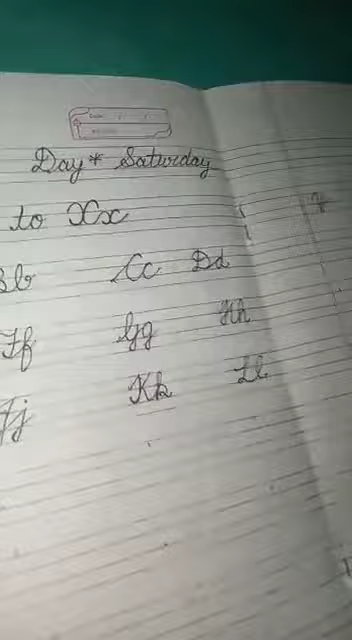 Day * Saturday
to Xx
Bb Cc Dd
Ff Gg Hh
Jj Kk Ll